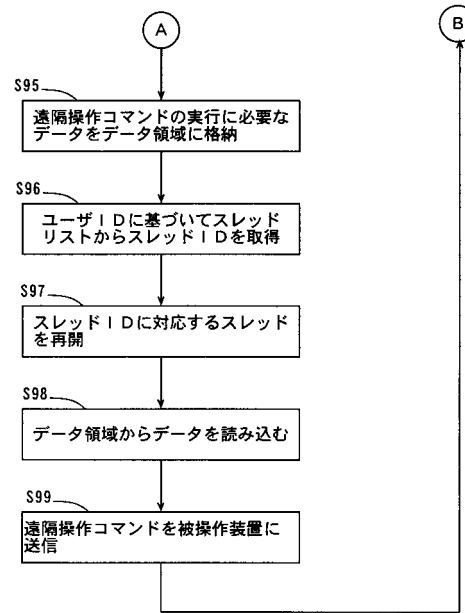 A
B
S95
遠隔操作コマンドの実行に必要な
データをデータ領域に格納
S96
ユーザIDに基づいてスレッド
リストからスレッドIDを取得
S97
スレッドIDに対応するスレッド
を再開
S98
データ領域からデータを読み込む
S99
遠隔操作コマンドを被操作装置に
送信